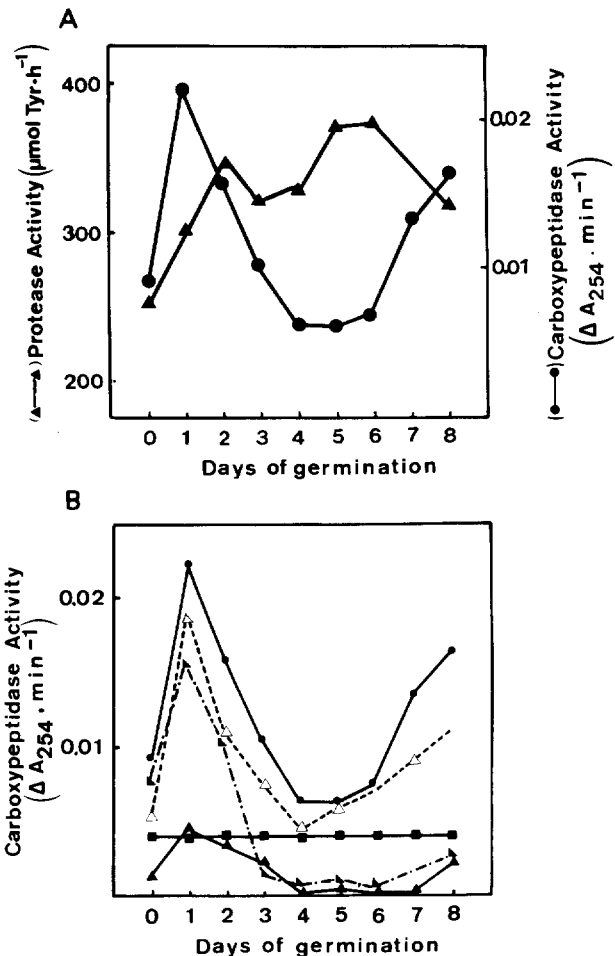 A
(▲—▲) Protease Activity (μmol Tyr·h⁻¹)
400
300
200
0.02
0.01
(●—●) Carboxypeptidase Activity
(Δ A₂₅₄ · min⁻¹)
0 1 2 3 4 5 6 7 8
Days of germination
B
Carboxypeptidase Activity
(Δ A₂₅₄ · min⁻¹)
0.02
0.01
0 1 2 3 4 5 6 7 8
Days of germination